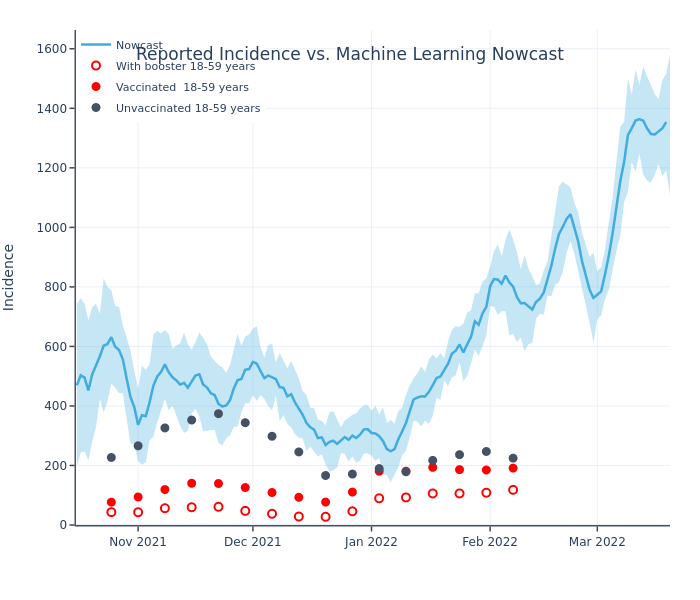 Reported Incidence vs. Machine Learning Nowcast
Nowcast
With booster 18-59 years
Vaccinated  18-59 years
Unvaccinated 18-59 years
Incidence
1600
1400
1200
1000
800
600
400
200
0
Nov 2021
Dec 2021
Jan 2022
Feb 2022
Mar 2022